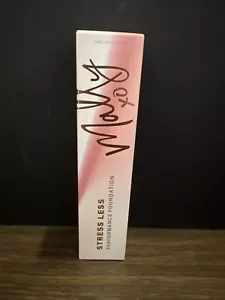 Mally
xo
STRESS LESS
PERFORMANCE FOUNDATION